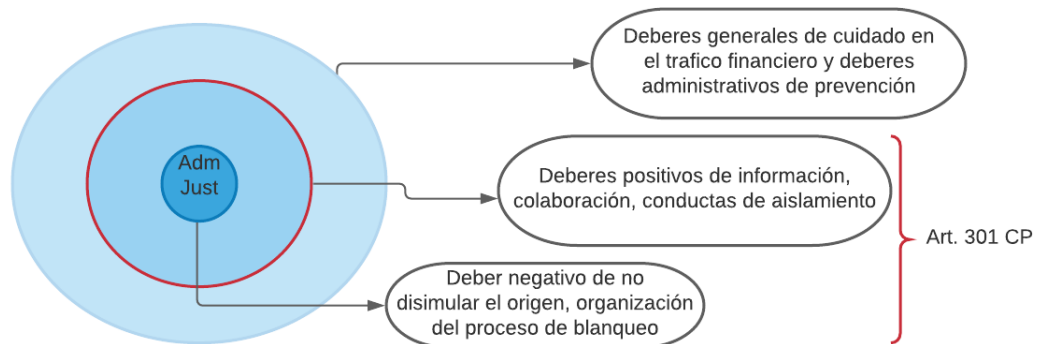 Deberes generales de cuidado en
el trafico financiero y deberes
administrativos de prevención
Adm
Just
Deberes positivos de información,
colaboración, conductas de aislamiento
Art. 301 CP
Deber negativo de no
disimular el origen, organización
del proceso de blanqueo